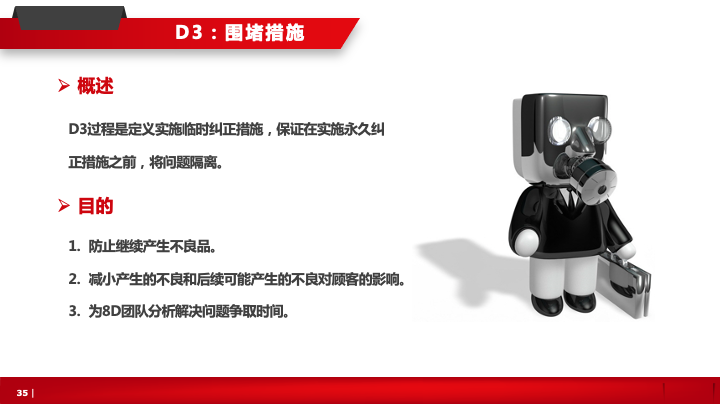 D3：围堵措施
概述
D3过程是定义实施临时纠正措施，保证在实施永久纠
正措施之前，将问题隔离。
目的
1. 防止继续产生不良品。
2. 减小产生的不良和后续可能产生的不良对顾客的影响。
3. 为8D团队分析解决问题争取时间。
35 |